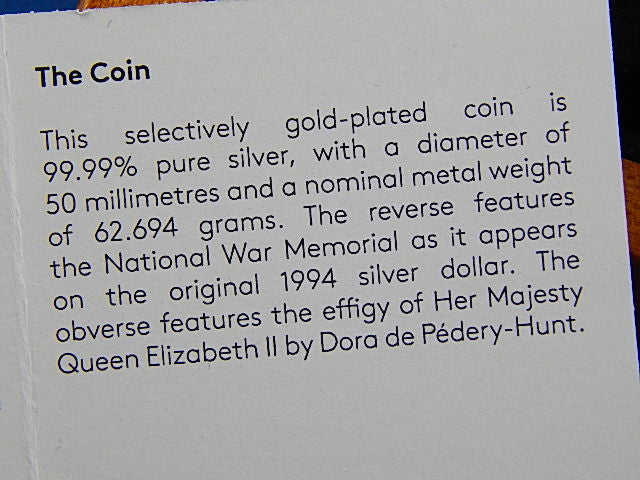 The Coin
This selectively gold-plated coin is
99.99% pure silver, with a diameter of
50 millimetres and a nominal metal weight
of 62.694 grams. The reverse features
the National War Memorial as it appears
on the original 1994 silver dollar. The
obverse features the effigy of Her Majesty
Queen Elizabeth II by Dora de Pédery-Hunt.